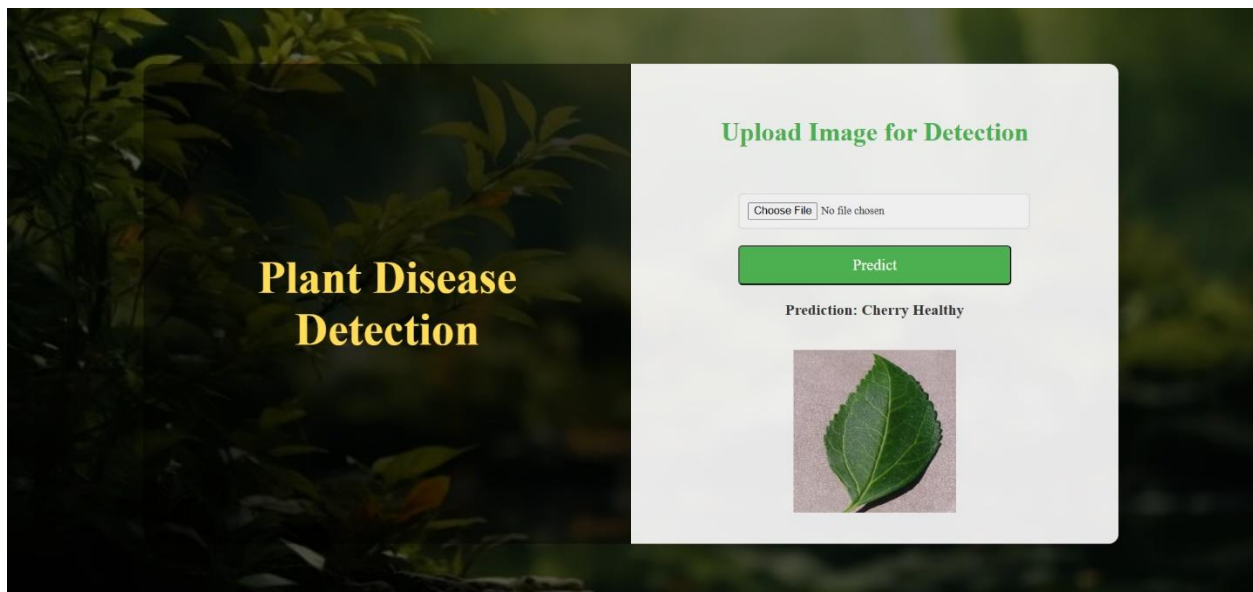 Plant Disease
Detection
Upload Image for Detection
Choose File No file chosen
Predict
Prediction: Cherry Healthy